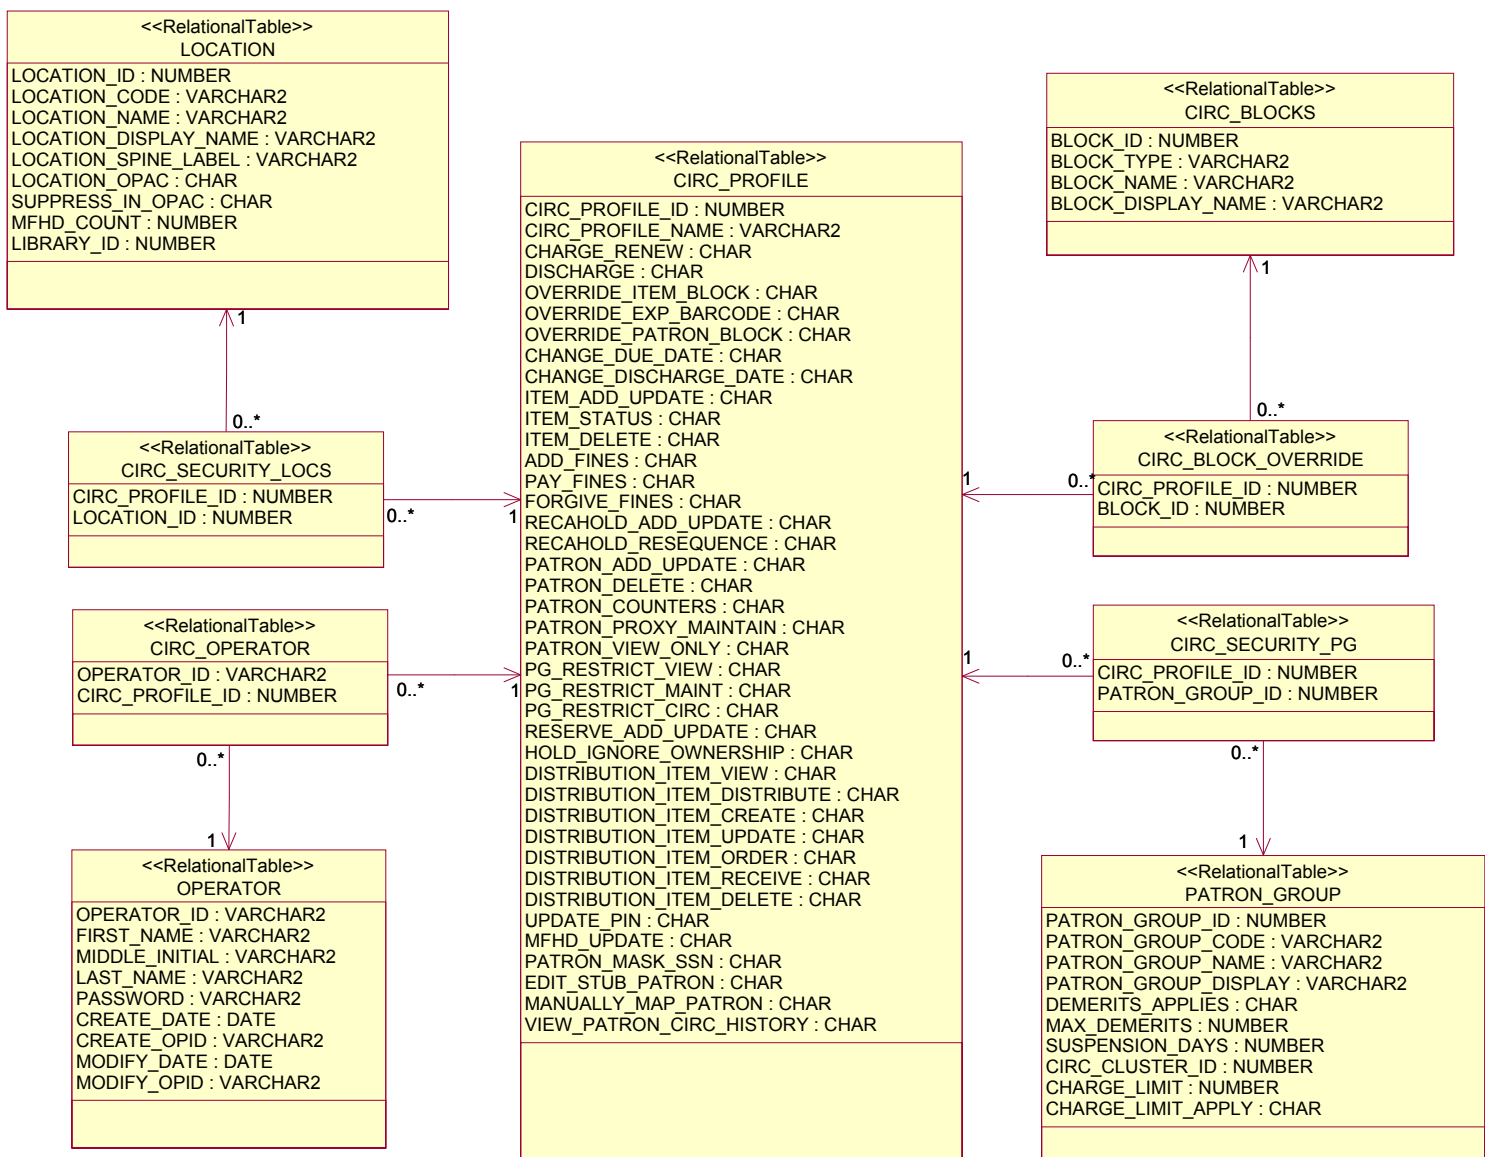 <<RelationalTable>>
LOCATION
LOCATION_ID : NUMBER
LOCATION_CODE : VARCHAR2
LOCATION_NAME : VARCHAR2
LOCATION_DISPLAY_NAME : VARCHAR2
LOCATION_SPINE_LABEL : VARCHAR2
LOCATION_OPAC : CHAR
SUPPRESS_IN_OPAC : CHAR
MFHD_COUNT : NUMBER
LIBRARY_ID : NUMBER
1
0..*
<<RelationalTable>>
CIRC_SECURITY_LOCS
CIRC_PROFILE_ID : NUMBER
LOCATION_ID : NUMBER
0..*
1
<<RelationalTable>>
CIRC_OPERATOR
OPERATOR_ID : VARCHAR2
CIRC_PROFILE_ID : NUMBER
0..*
1
0..*
1
<<RelationalTable>>
OPERATOR
OPERATOR_ID : VARCHAR2
FIRST_NAME : VARCHAR2
MIDDLE_INITIAL : VARCHAR2
LAST_NAME : VARCHAR2
PASSWORD : VARCHAR2
CREATE_DATE : DATE
CREATE_OPID : VARCHAR2
MODIFY_DATE : DATE
MODIFY_OPID : VARCHAR2
<<RelationalTable>>
CIRC_PROFILE
CIRC_PROFILE_ID : NUMBER
CIRC_PROFILE_NAME : VARCHAR2
CHARGE_RENEW : CHAR
DISCHARGE : CHAR
OVERRIDE_ITEM_BLOCK : CHAR
OVERRIDE_EXP_BARCODE : CHAR
OVERRIDE_PATRON_BLOCK : CHAR
CHANGE_DUE_DATE : CHAR
CHANGE_DISCHARGE_DATE : CHAR
ITEM_ADD_UPDATE : CHAR
ITEM_STATUS : CHAR
ITEM_DELETE : CHAR
ADD_FINES : CHAR
PAY_FINES : CHAR
FORGIVE_FINES : CHAR
RECAHOLD_ADD_UPDATE : CHAR
RECAHOLD_RESEQUENCE : CHAR
PATRON_ADD_UPDATE : CHAR
PATRON_DELETE : CHAR
PATRON_COUNTERS : CHAR
PATRON_PROXY_MAINTAIN : CHAR
PATRON_VIEW_ONLY : CHAR
PG_RESTRICT_VIEW : CHAR
PG_RESTRICT_MAINT : CHAR
PG_RESTRICT_CIRC : CHAR
RESERVE_ADD_UPDATE : CHAR
HOLD_IGNORE_OWNERSHIP : CHAR
DISTRIBUTION_ITEM_VIEW : CHAR
DISTRIBUTION_ITEM_DISTRIBUTE : CHAR
DISTRIBUTION_ITEM_CREATE : CHAR
DISTRIBUTION_ITEM_UPDATE : CHAR
DISTRIBUTION_ITEM_ORDER : CHAR
DISTRIBUTION_ITEM_RECEIVE : CHAR
DISTRIBUTION_ITEM_DELETE : CHAR
UPDATE_PIN : CHAR
MFHD_UPDATE : CHAR
PATRON_MASK_SSN : CHAR
EDIT_STUB_PATRON : CHAR
MANUALLY_MAP_PATRON : CHAR
VIEW_PATRON_CIRC_HISTORY : CHAR
<<RelationalTable>>
CIRC_BLOCKS
BLOCK_ID : NUMBER
BLOCK_TYPE : VARCHAR2
BLOCK_NAME : VARCHAR2
BLOCK_DISPLAY_NAME : VARCHAR2
1
0..*
<<RelationalTable>>
CIRC_BLOCK_OVERRIDE
CIRC_PROFILE_ID : NUMBER
BLOCK_ID : NUMBER
1
0..*
<<RelationalTable>>
CIRC_SECURITY_PG
CIRC_PROFILE_ID : NUMBER
PATRON_GROUP_ID : NUMBER
1
0..*
0..*
1
<<RelationalTable>>
PATRON_GROUP
PATRON_GROUP_ID : NUMBER
PATRON_GROUP_CODE : VARCHAR2
PATRON_GROUP_NAME : VARCHAR2
PATRON_GROUP_DISPLAY : VARCHAR2
DEMERITS_APPLIES : CHAR
MAX_DEMERITS : NUMBER
SUSPENSION_DAYS : NUMBER
CIRC_CLUSTER_ID : NUMBER
CHARGE_LIMIT : NUMBER
CHARGE_LIMIT_APPLY : CHAR